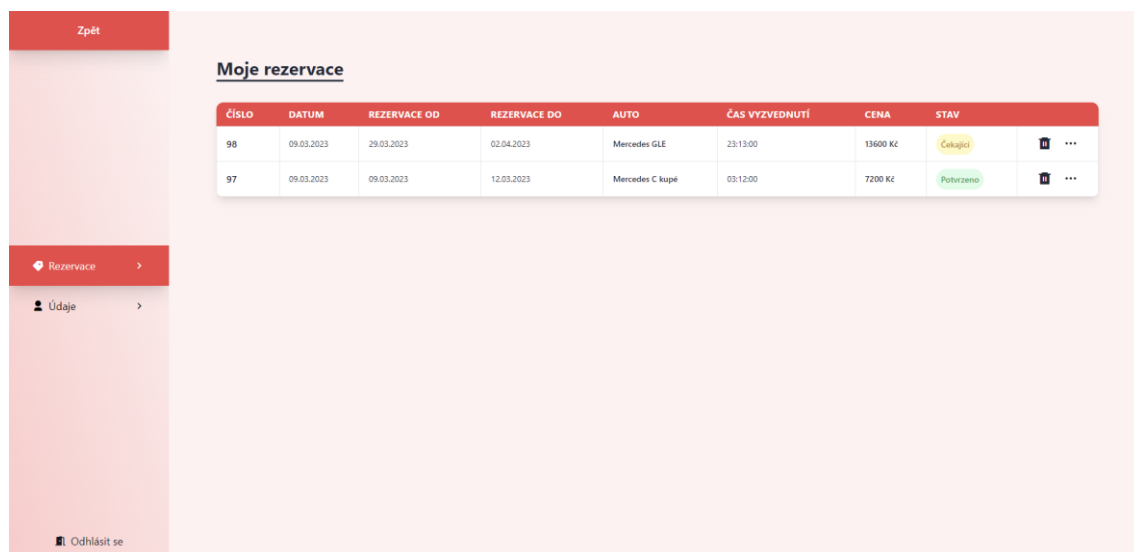 Zpět
Moje rezervace
ČÍSLO DATUM REZERVACE OD REZERVACE DO AUTO ČAS VYZVEDNUTÍ CENA STAV
98 09.03.2023 29.03.2023 02.04.2023 Mercedes GLE 23:13:00 13600 Kč Čekající
97 09.03.2023 09.03.2023 12.03.2023 Mercedes C kupé 03:12:00 7200 Kč Potvrzeno
Rezervace
Údaje
Odhlásit se